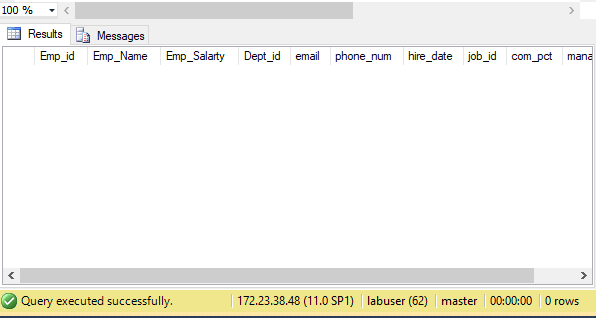 100 %
Results Messages
Emp_id Emp_Name Emp_Salarty Dept_id email phone_num hire_date job_id com_pct mana
Query executed successfully. 172.23.38.48 (11.0 SP1) labuser (62) master 00:00:00 0 rows